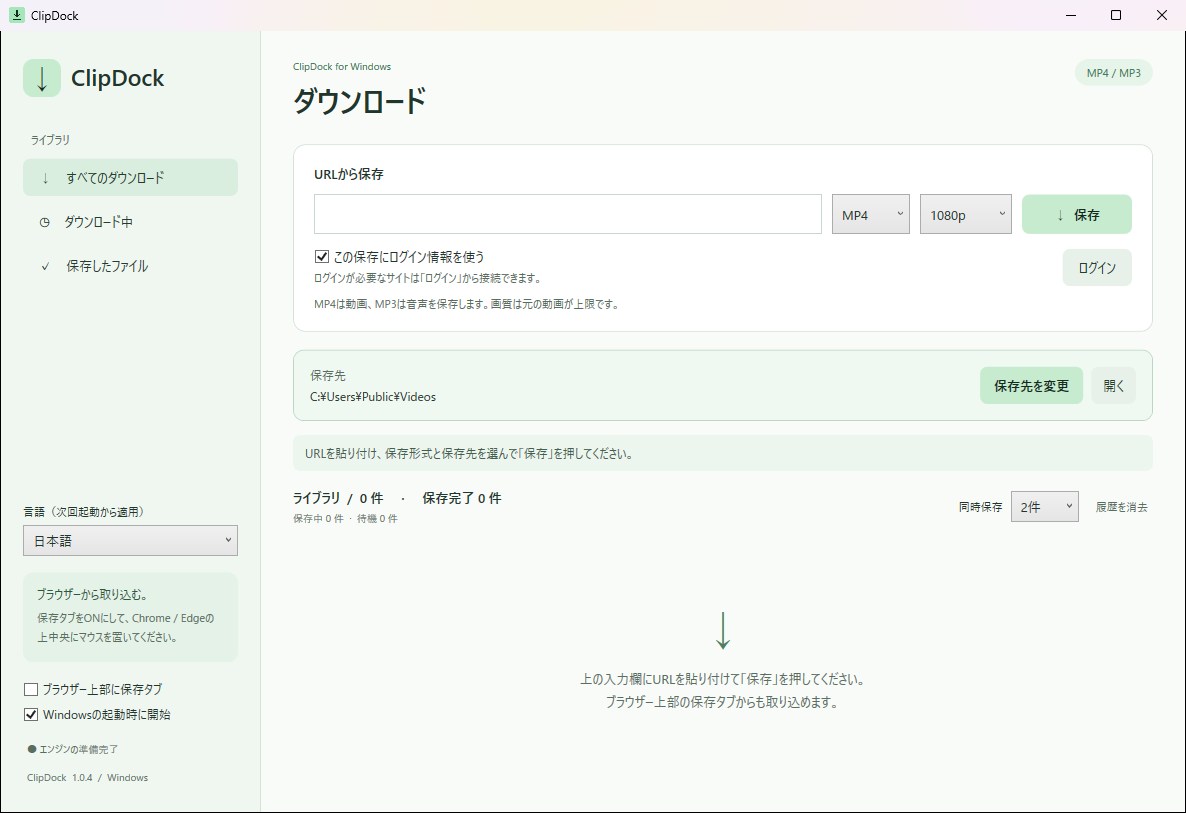 ClipDock
ClipDock
ライブラリ
↓ すべてのダウンロード
ダウンロード中
✓ 保存したファイル
言語（次回起動から適用）
日本語
ブラウザーから取り込む。
保存タブをONにして、Chrome / Edgeの
上中央にマウスを置いてください。
ブラウザー上部に保存タブ
Windowsの起動時に開始
● エンジンの準備完了
ClipDock 1.0.4 / Windows
ClipDock for Windows
ダウンロード
MP4 / MP3
URLから保存
MP4
1080p
↓ 保存
この保存にログイン情報を使う
ログインが必要なサイトは「ログイン」から接続できます。
ログイン
MP4は動画、MP3は音声を保存します。画質は元の動画が上限です。
保存先
C:¥Users¥Public¥Videos
保存先を変更
開く
URLを貼り付け、保存形式と保存先を選んで「保存」を押してください。
ライブラリ / 0 件 · 保存完了 0 件
保存中 0 件 · 待機 0 件
同時保存
2件
履歴を消去
↓
上の入力欄にURLを貼り付けて「保存」を押してください。
ブラウザー上部の保存タブからも取り込めます。